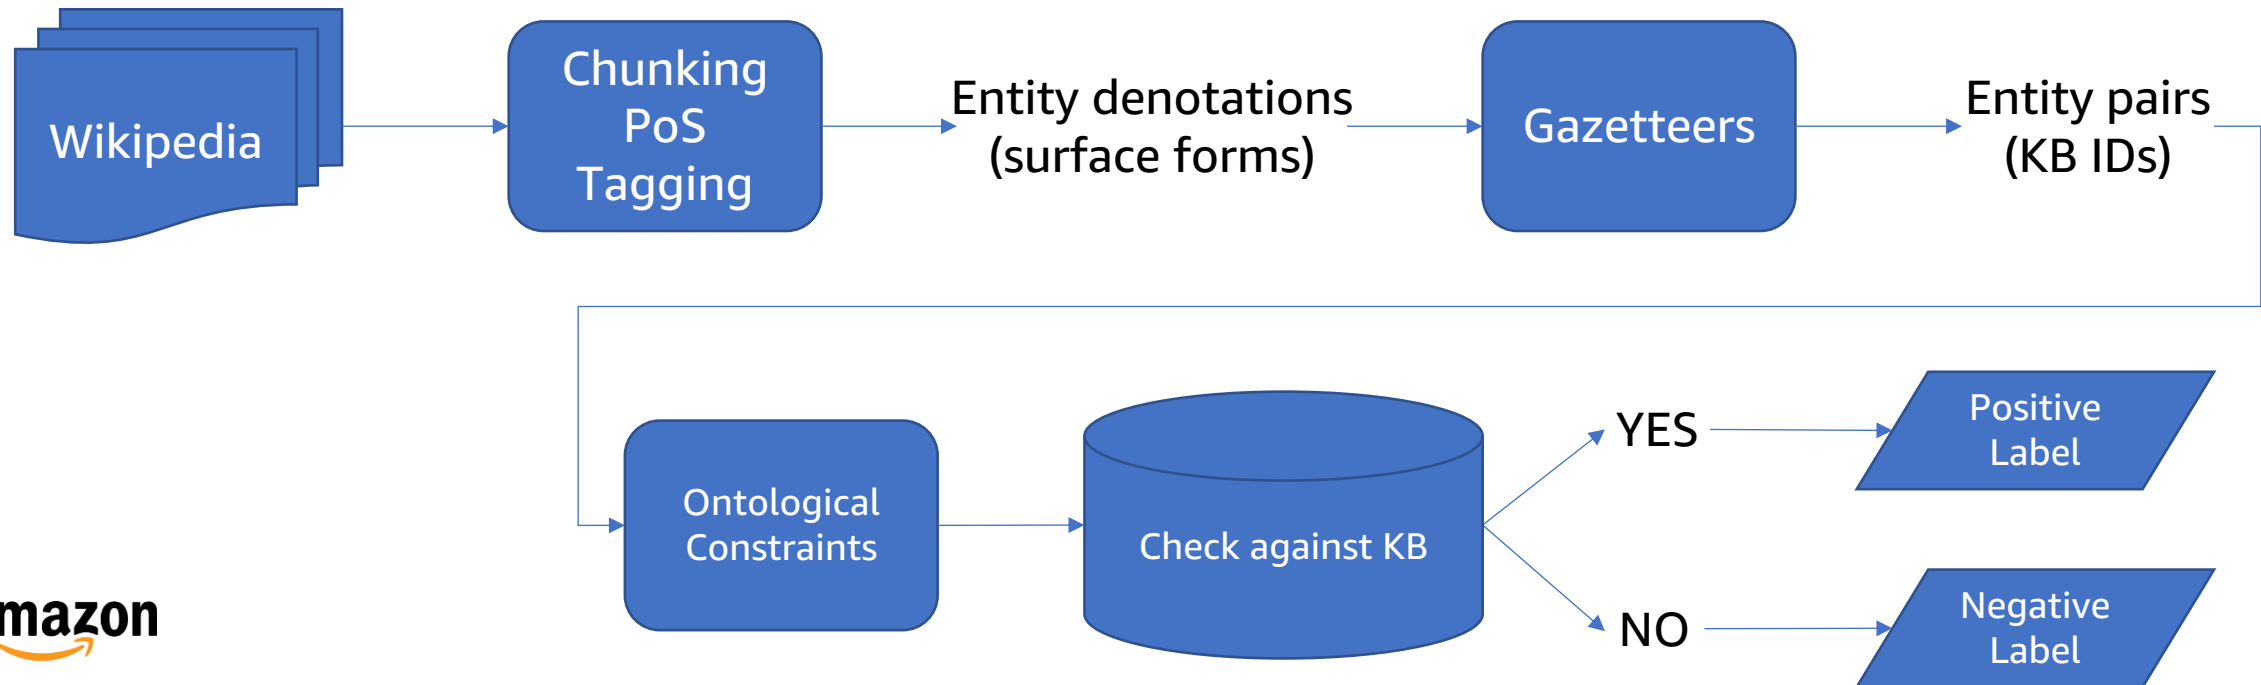 Wikipedia
Chunking
PoS
Tagging
Entity denotations
(surface forms)
Gazetteers
Entity pairs
(KB IDs)
Ontological
Constraints
Check against KB
YES
Positive
Label
NO
Negative
Label
mazon